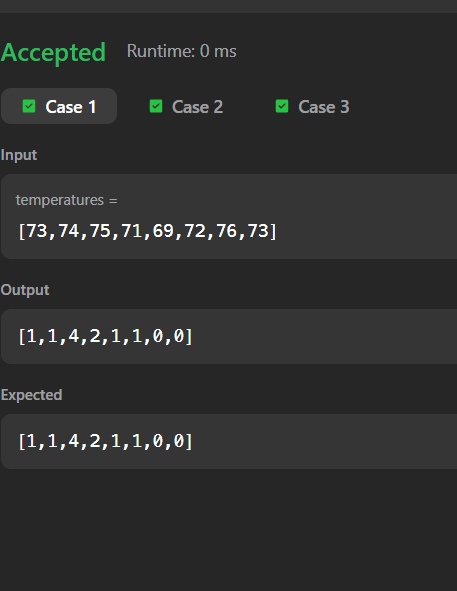 Accepted Runtime: 0 ms
Case 1 Case 2 Case 3
Input
temperatures =
[73,74,75,71,69,72,76,73]
Output
[1,1,4,2,1,1,0,0]
Expected
[1,1,4,2,1,1,0,0]